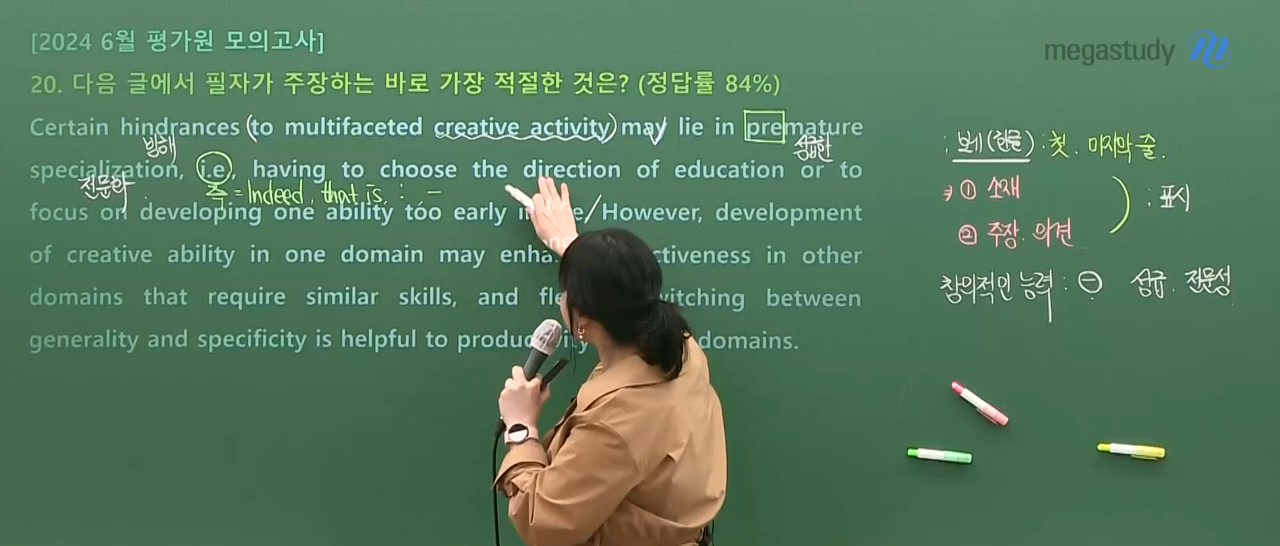 [2024 6월 평가원 모의고사]
megastudy
20. 다음 글에서 필자가 주장하는 바로 가장 적절한 것은? (정답률 84%)
Certain hindrances (to multifaceted creative activity) may lie in premature
방해
성급한
specialization, i.e., having to choose the direction of education or to
전문화
즉 = Indeed, that is, : , —
focus on developing one ability too early in / However, development
of creative ability in one domain may enha ctiveness in other
domains that require similar skills, and fle witching between
generality and specificity is helpful to productivity domains.
: 보기(한글) : 첫. 마지막 줄.
① 소재
: 표시
② 주장. 의견
창의적인 능력 : ⊖ 성급. 전문성